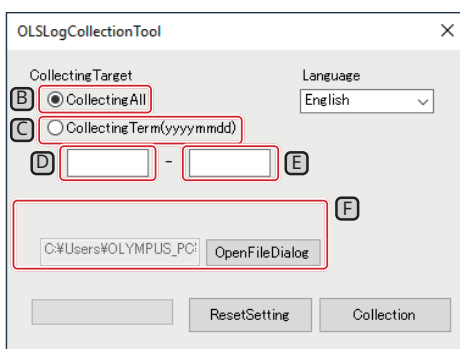 OLSLogCollectionTool
CollectingTarget
Language
B
CollectingAll
English
C
CollectingTerm(yyyymmdd)
D
-
E
F
C:¥Users¥OLYMPUS_PC¥
OpenFileDialog
ResetSetting
Collection